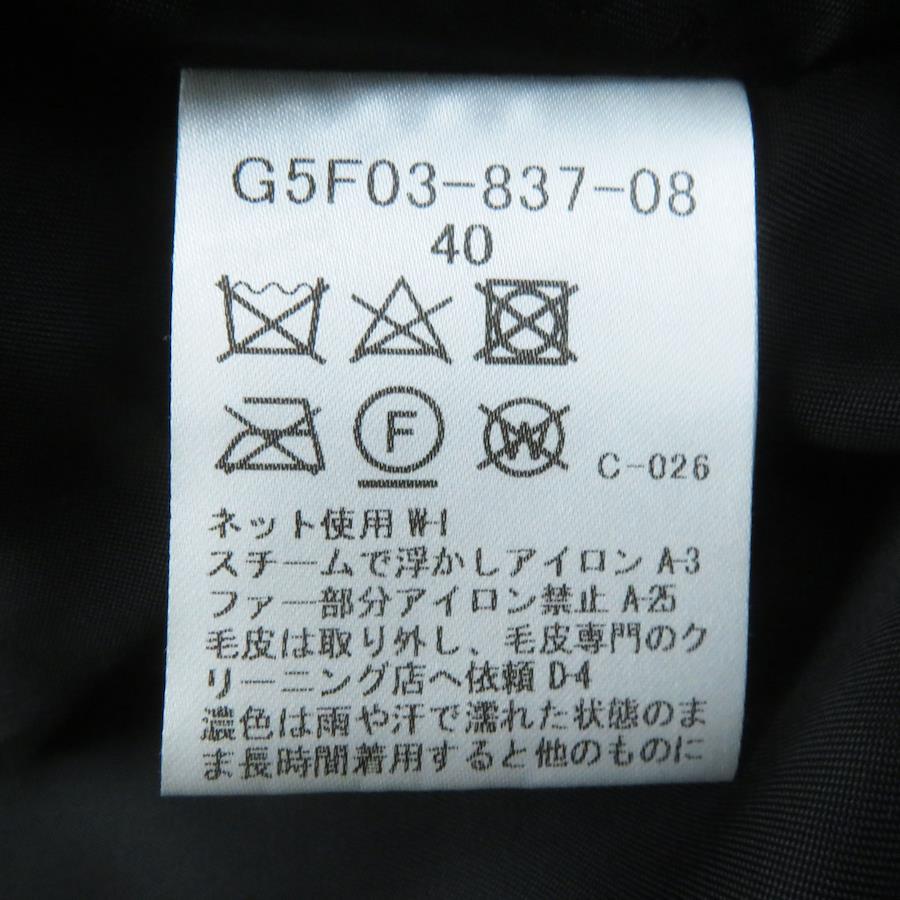 G5F03-837-08
40
F
W
C-026
ネット使用 W-1
スチームで浮かしアイロン A-3
ファー部分アイロン禁止 A-25
毛皮は取り外し、毛皮専門のク
リーニング店へ依頼 D-4
濃色は雨や汗で濡れた状態のま
ま長時間着用すると他のものに